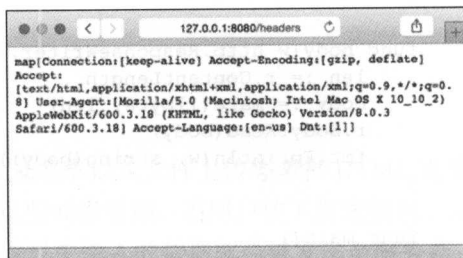 127.0.0.1:8080/headers
map[Connection:[keep-alive] Accept-Encoding:[gzip, deflate]
Accept:
[text/html,application/xhtml+xml,application/xml;q=0.9,*/*;q=0.
8] User-Agent:[Mozilla/5.0 (Macintosh; Intel Mac OS X 10_10_2)
AppleWebKit/600.3.18 (KHTML, like Gecko) Version/8.0.3
Safari/600.3.18] Accept-Language:[en-us] Dnt:[1]]